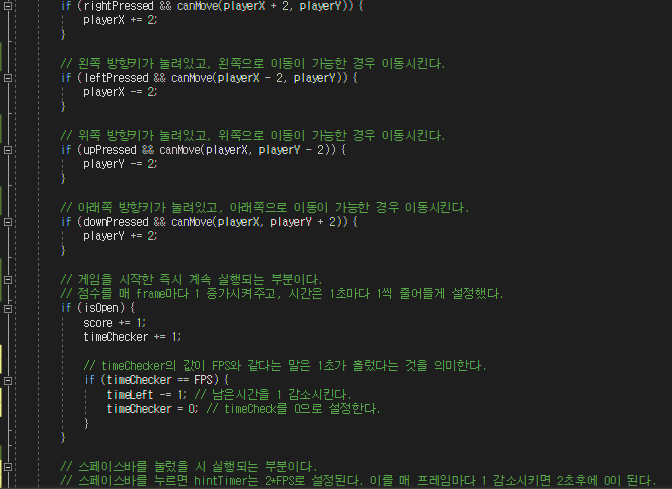 if (rightPressed && canMove(playerX + 2, playerY)) {
playerX += 2;
}
// 왼쪽 방향키가 눌려있고, 왼쪽으로 이동이 가능한 경우 이동시킨다.
if (leftPressed && canMove(playerX - 2, playerY)) {
playerX -= 2;
}
// 위쪽 방향키가 눌려있고, 위쪽으로 이동이 가능한 경우 이동시킨다.
if (upPressed && canMove(playerX, playerY - 2)) {
playerY -= 2;
}
// 아래쪽 방향키가 눌려있고, 아래쪽으로 이동이 가능한 경우 이동시킨다.
if (downPressed && canMove(playerX, playerY + 2)) {
playerY += 2;
}
// 게임을 시작한 즉시 계속 실행되는 부분이다.
// 점수를 매 frame마다 1 증가시켜주고, 시간은 1초마다 1씩 줄어들게 설정했다.
if (isOpen) {
score += 1;
timeChecker += 1;
// timeChecker의 값이 FPS와 같다는 말은 1초가 흘렀다는 것을 의미한다.
if (timeChecker == FPS) {
timeLeft -= 1; // 남은시간을 1 감소시킨다.
timeChecker = 0; // timeCheck를 0으로 설정한다.
}
}
// 스페이스바를 눌렀을 시 실행되는 부분이다.
// 스페이스바를 누르면 hintTimer는 2*FPS로 설정된다. 이를 매 프레임마다 1 감소시키면 2초후에 0이 된다.